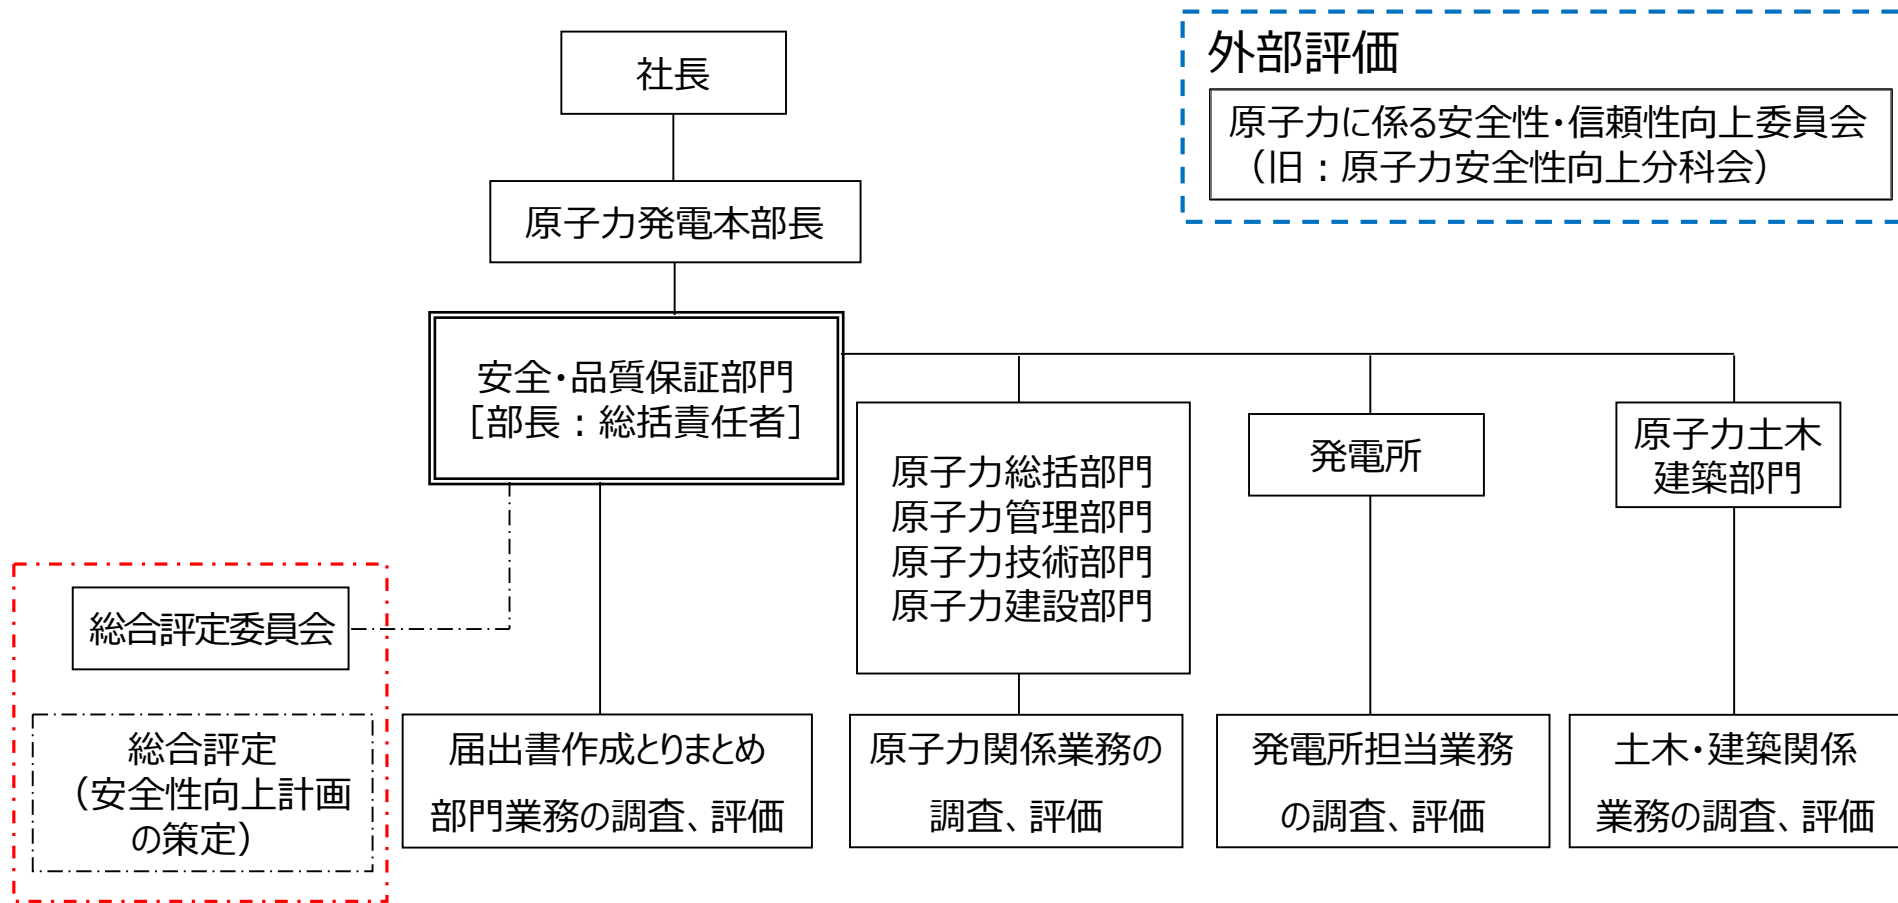 社長
原子力発電本部長
外部評価
原子力に係る安全性・信頼性向上委員会
（旧：原子力安全性向上分科会）
安全・品質保証部門
［部長：総括責任者］
原子力総括部門
原子力管理部門
原子力技術部門
原子力建設部門
発電所
原子力土木
建築部門
総合評定委員会
総合評定
（安全性向上計画
の策定）
届出書作成とりまとめ
部門業務の調査、評価
原子力関係業務の
調査、評価
発電所担当業務
の調査、評価
土木・建築関係
業務の調査、評価